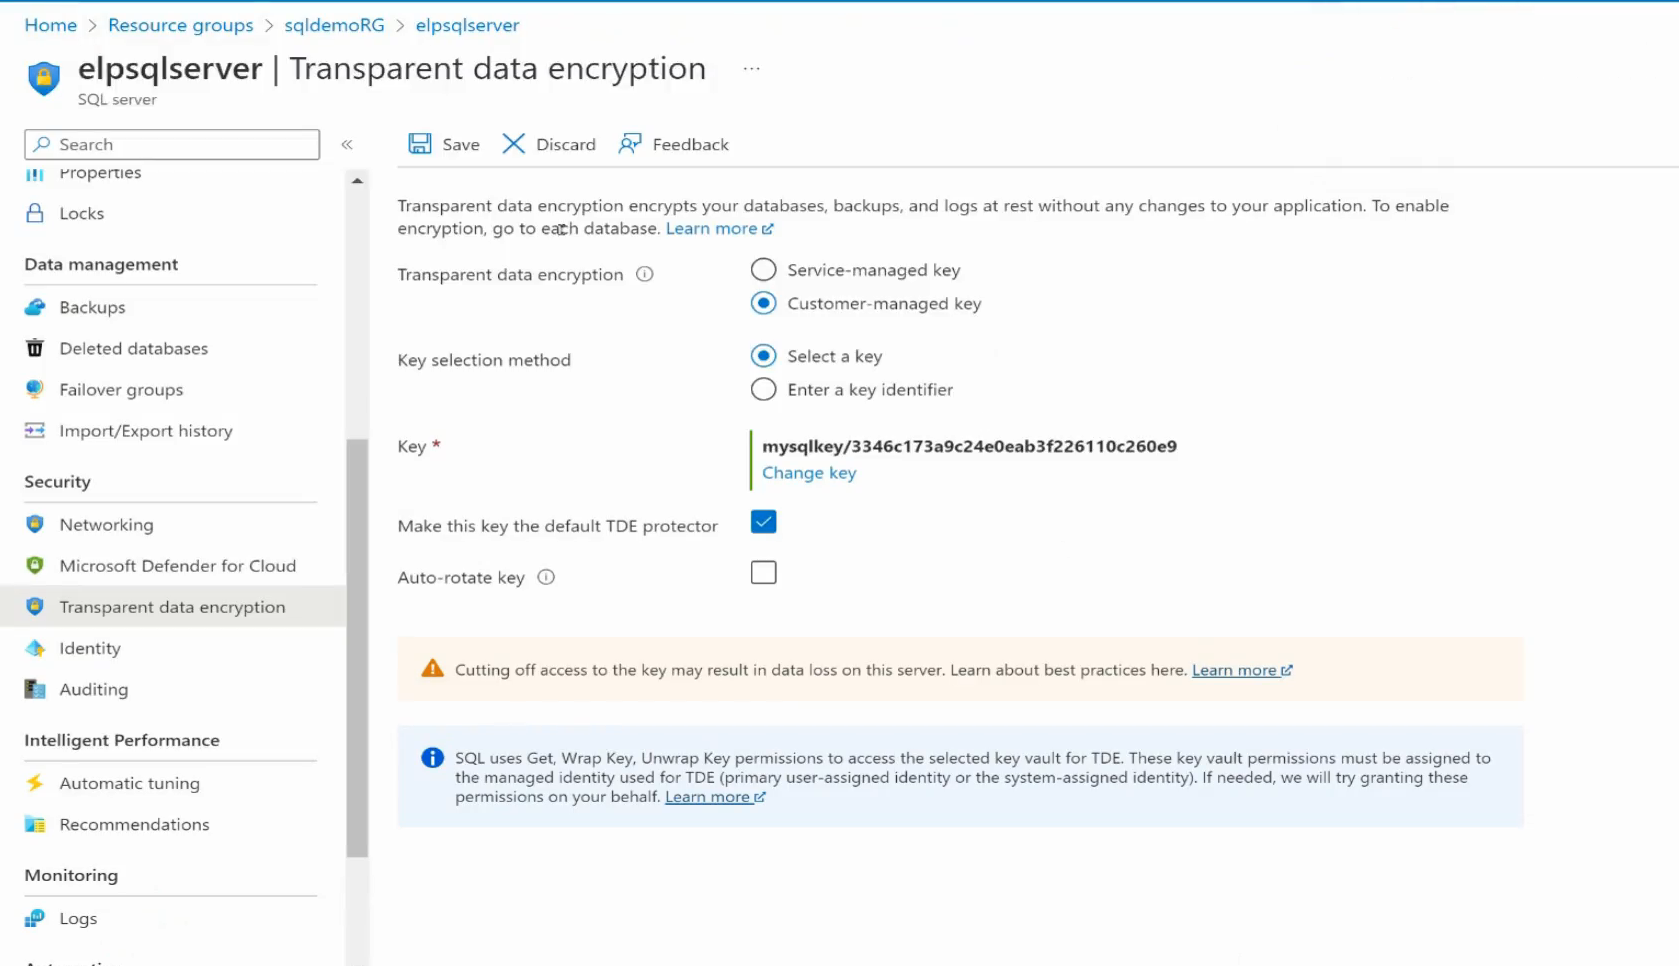 Home > Resource groups > sqldemoRG > elpsqlserver
elpsqlserver | Transparent data encryption ...
SQL server
Search
«
Save
Discard
Feedback
Properties
Locks
Data management
Backups
Deleted databases
Failover groups
Import/Export history
Security
Networking
Microsoft Defender for Cloud
Transparent data encryption
Identity
Auditing
Intelligent Performance
Automatic tuning
Recommendations
Monitoring
Logs
Transparent data encryption encrypts your databases, backups, and logs at rest without any changes to your application. To enable
encryption, go to each database. Learn more
Transparent data encryption
Service-managed key
Customer-managed key
Key selection method
Select a key
Enter a key identifier
Key *
mysqlkey/3346c173a9c24e0eab3f226110c260e9
Change key
Make this key the default TDE protector
Auto-rotate key
Cutting off access to the key may result in data loss on this server. Learn about best practices here. Learn more
SQL uses Get, Wrap Key, Unwrap Key permissions to access the selected key vault for TDE. These key vault permissions must be assigned to
the managed identity used for TDE (primary user-assigned identity or the system-assigned identity). If needed, we will try granting these
permissions on your behalf. Learn more